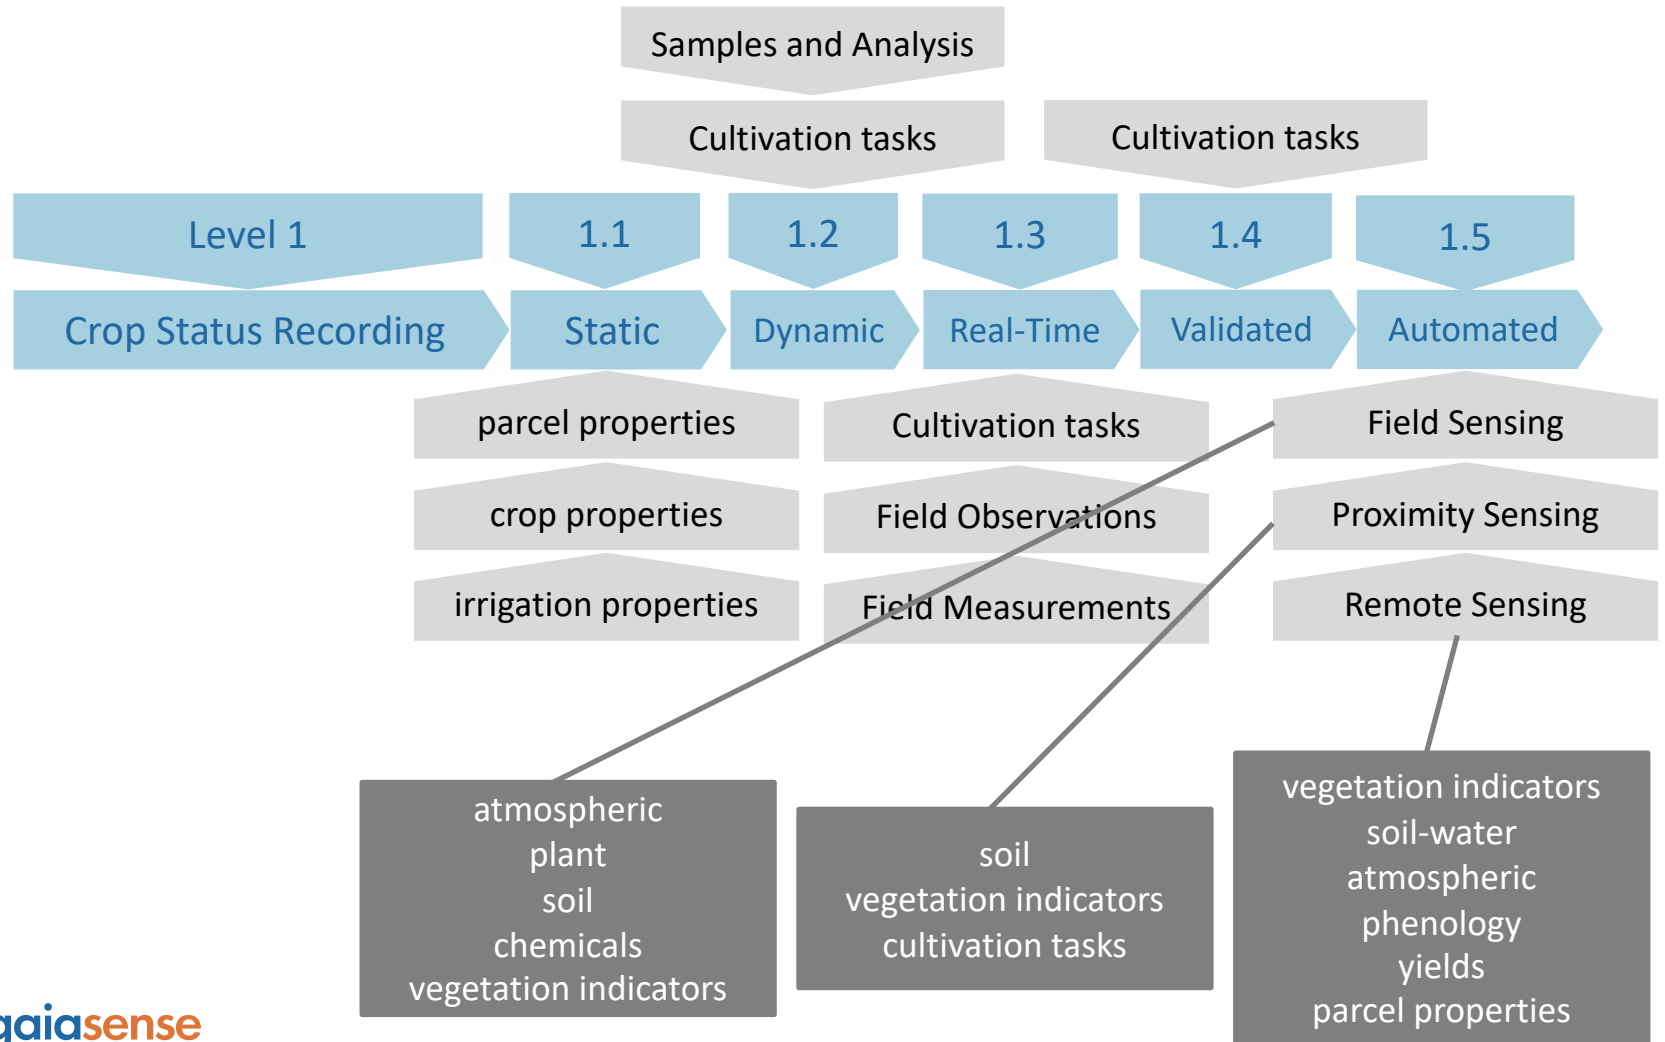 Samples and Analysis
Cultivation tasks
Cultivation tasks
Level 1
1.1
1.2
1.3
1.4
1.5
Crop Status Recording
Static
Dynamic
Real-Time
Validated
Automated
parcel properties
Cultivation tasks
Field Sensing
crop properties
Field Observations
Proximity Sensing
irrigation properties
Field Measurements
Remote Sensing
atmospheric
plant
soil
chemicals
vegetation indicators
soil
vegetation indicators
cultivation tasks
vegetation indicators
soil-water
atmospheric
phenology
yields
parcel properties
gaiasense